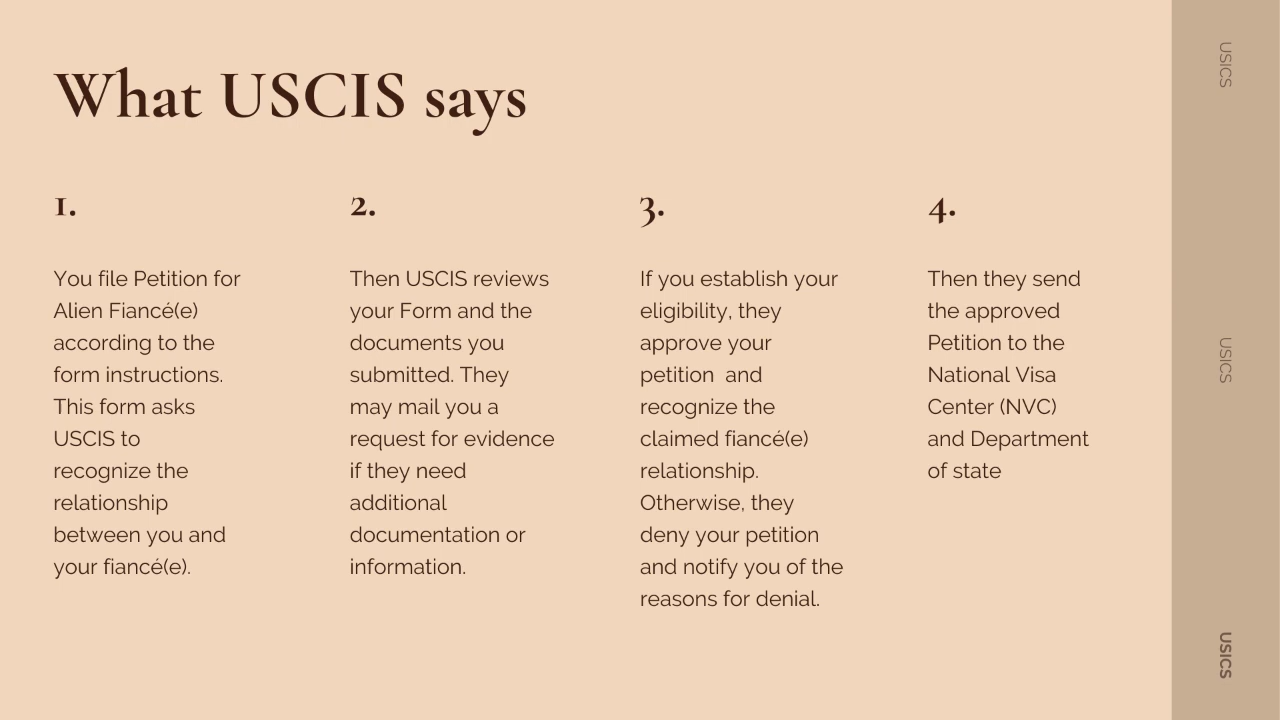 What USCIS says
1.
You file Petition for
Alien Fiancé(e)
according to the
form instructions.
This form asks
USCIS to
recognize the
relationship
between you and
your fiancé(e).
2.
Then USCIS reviews
your Form and the
documents you
submitted. They
may mail you a
request for evidence
if they need
additional
documentation or
information.
3.
If you establish your
eligibility, they
approve your
petition  and
recognize the
claimed fiancé(e)
relationship.
Otherwise, they
deny your petition
and notify you of the
reasons for denial.
4.
Then they send
the approved
Petition to the
National Visa
Center (NVC)
and Department
of state
USICS
USICS
USICS